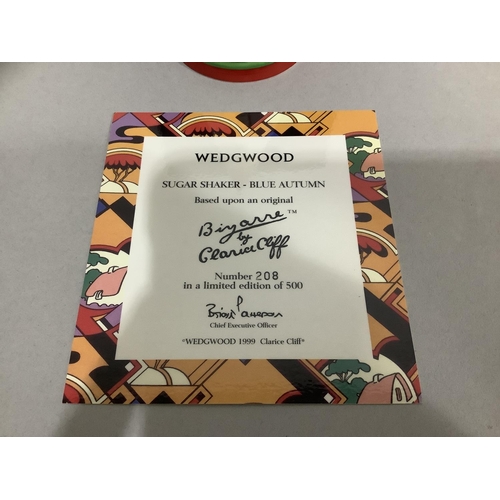 WEDGWOOD
SUGAR SHAKER - BLUE AUTUMN
Based upon an original
Bizarre™
by
Clarice Cliff
Number 208
in a limited edition of 500
Chief Executive Officer
"WEDGWOOD 1999 Clarice Cliff"